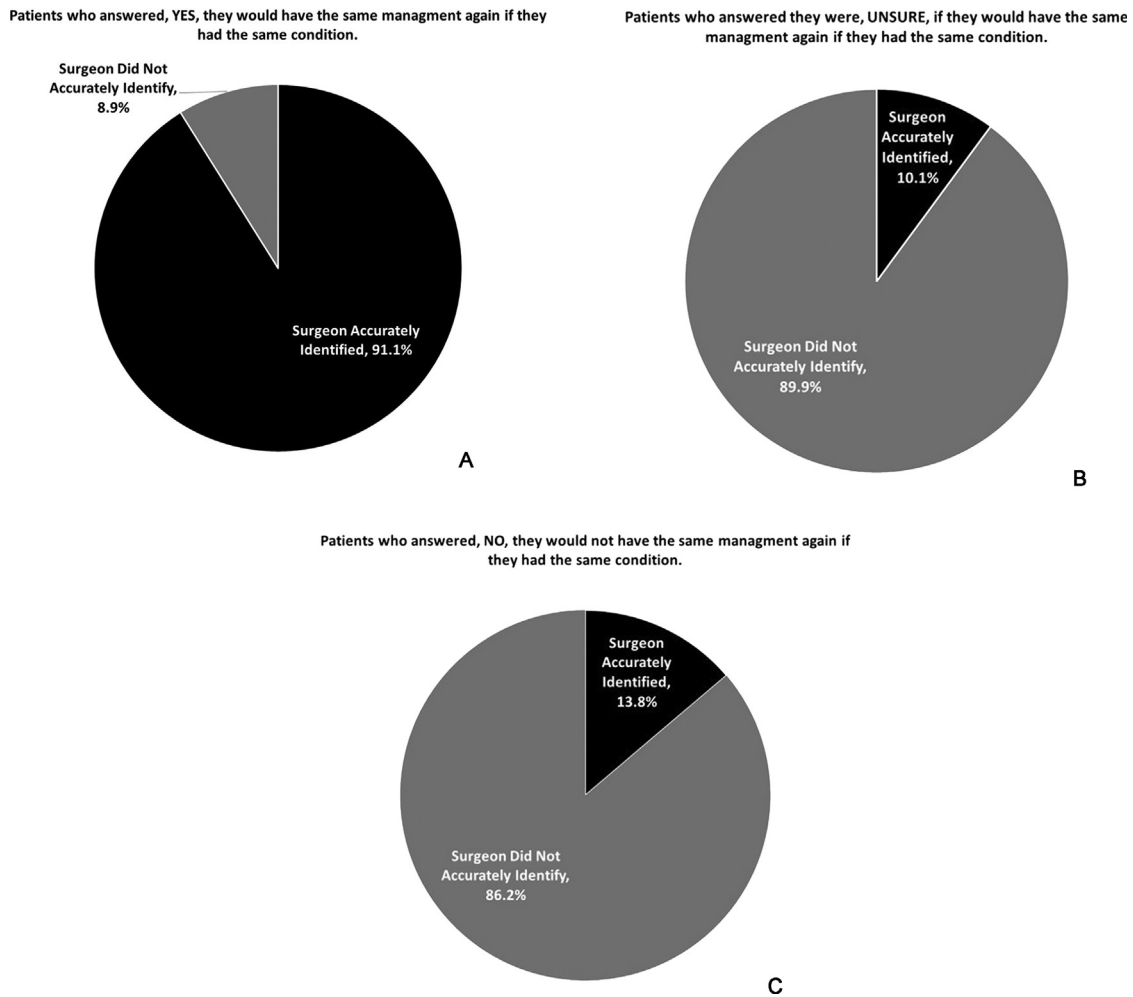 Patients who answered, YES, they would have the same managment again if they
had the same condition.
Surgeon Did Not
Accurately Identify,
8.9%
Surgeon Accurately
Identified, 91.1%
A
Patients who answered they were, UNSURE, if they would have the same
managment again if they had the same condition.
Surgeon
Accurately
Identified,
10.1%
Surgeon Did Not
Accurately Identify,
89.9%
B
Patients who answered, NO, they would not have the same managment again if
they had the same condition.
Surgeon
Accurately
Identified,
13.8%
Surgeon Did Not
Accurately Identify,
86.2%
C